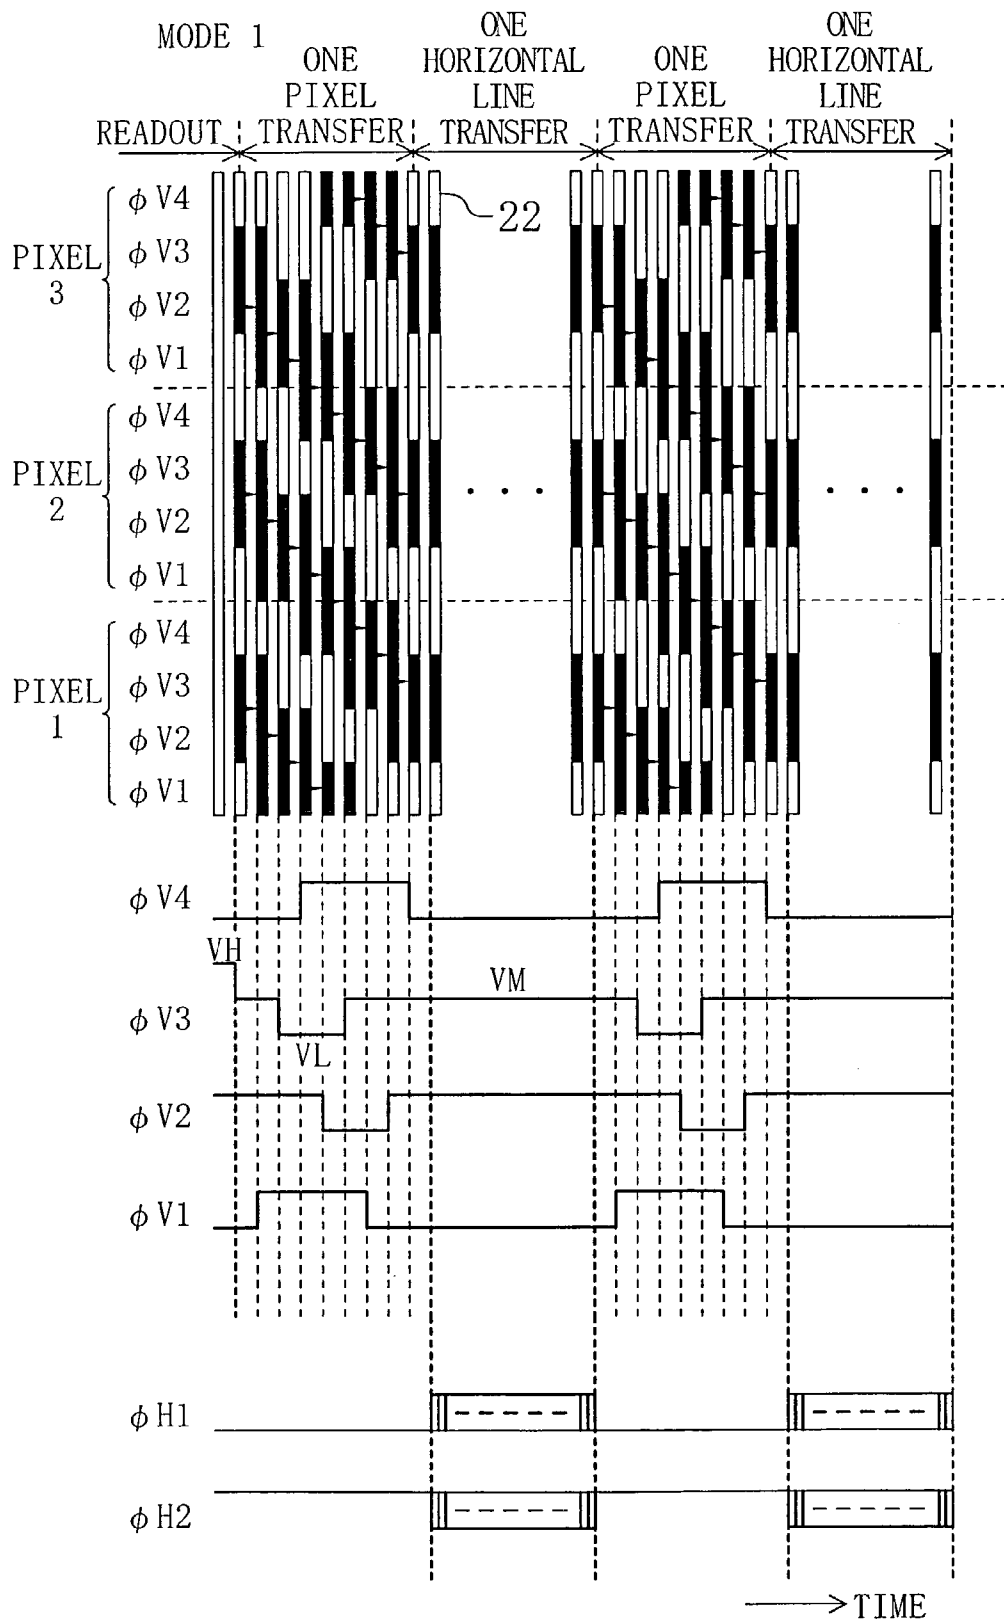 MODE 1
READOUT
ONE
PIXEL
TRANSFER
ONE
HORIZONTAL
LINE
TRANSFER
ONE
PIXEL
TRANSFER
ONE
HORIZONTAL
LINE
TRANSFER
22
PIXEL
3
φV4
φV3
φV2
φV1
PIXEL
2
φV4
φV3
φV2
φV1
. . .
. . .
PIXEL
1
φV4
φV3
φV2
φV1
φV4
VH
VM
φV3
VL
φV2
φV1
φH1
φH2
TIME